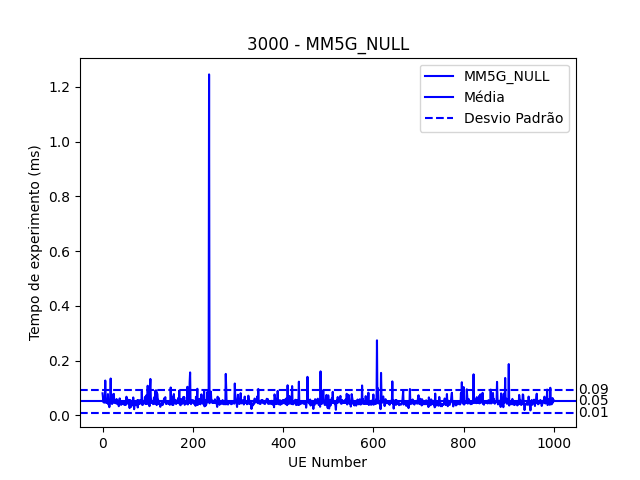 3000 - MM5G_NULL
MM5G_NULL
Média
Desvio Padrão
Tempo de experimento (ms)
1.2
1.0
0.8
0.6
0.4
0.2
0.0
0.09
0.05
0.01
0 200 400 600 800 1000
UE Number